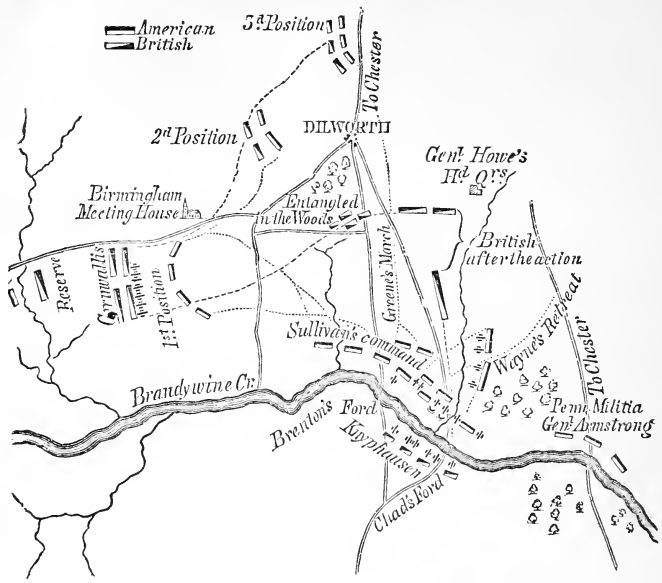 American
British
3d Position
To Chester
2d Position
DILWORTH
Genl. Howe's
Hd. Qrs.
Birmingham
Meeting House
Entangled
in the Woods
British
after the action
Reserve
Cornwallis
1st Position
Greene's March
Sullivan's command
Wayne's Retreat
To Chester
Brandywine Cr.
Brenton's Ford
Knyphausen
Chad's Ford
Penn. Militia
Genl. Armstrong